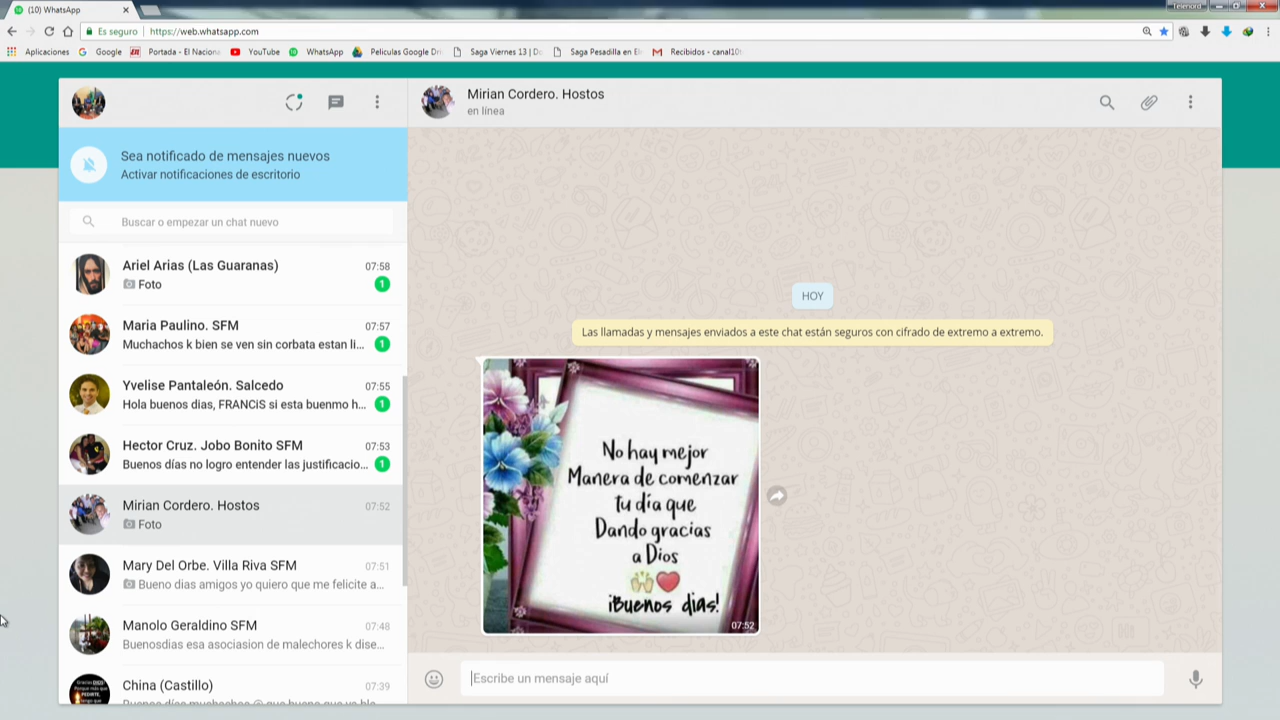 (10) WhatsApp
Telenord
Es seguro | https://web.whatsapp.com
Aplicaciones Google Portada - El Naciona YouTube WhatsApp Peliculas Google Dri Saga Viernes 13 | Do Saga Pesadilla en El Recibidos - canal10t
Sea notificado de mensajes nuevos
Activar notificaciones de escritorio
Buscar o empezar un chat nuevo
Ariel Arias (Las Guaranas) 07:58
Foto 1
Maria Paulino. SFM 07:57
Muchachos k bien se ven sin corbata estan li... 1
Yvelise Pantaleón. Salcedo 07:55
Hola buenos dias, FRANCiS si esta buenmo h... 1
Hector Cruz. Jobo Bonito SFM 07:53
Buenos días no logro entender las justificacio... 1
Mirian Cordero. Hostos 07:52
Foto
Mary Del Orbe. Villa Riva SFM 07:51
Bueno dias amigos yo quiero que me felicite a...
Manolo Geraldino SFM 07:48
Buenosdias esa asociasion de malechores k dise...
China (Castillo) 07:39
Mirian Cordero. Hostos
en línea
HOY
Las llamadas y mensajes enviados a este chat están seguros con cifrado de extremo a extremo.
No hay mejor
Manera de comenzar
tu día que
Dando gracias
a Dios
¡Buenos dias!
07:52
Escribe un mensaje aquí